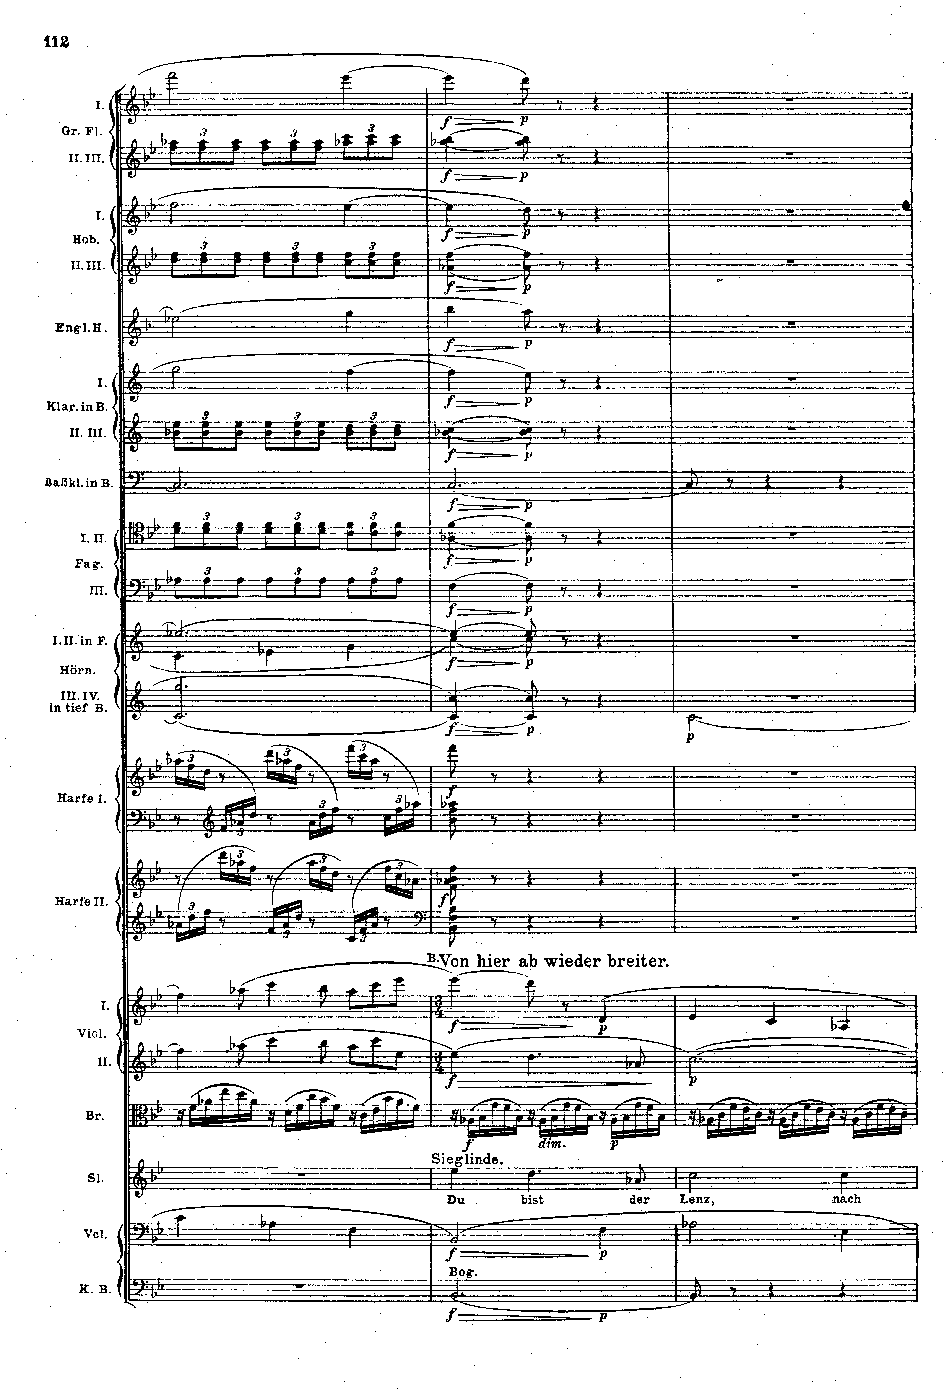 112
I.
Gr. Fl.
II. III.
I.
Hob.
II. III.
Engl. H.
I.
Klar. in B.
II. III.
Baßkl. in B.
I. II.
Fag.
III.
I. II. in F.
Hörn.
III. IV.
in tief B.
Harfe I.
Harfe II.
B. Von hier ab wieder breiter.
I.
Viol.
II.
Br.
f dim. p
Sieglinde.
Sl.
Du bist der Lenz, nach
Vcl.
Bog.
K. B.